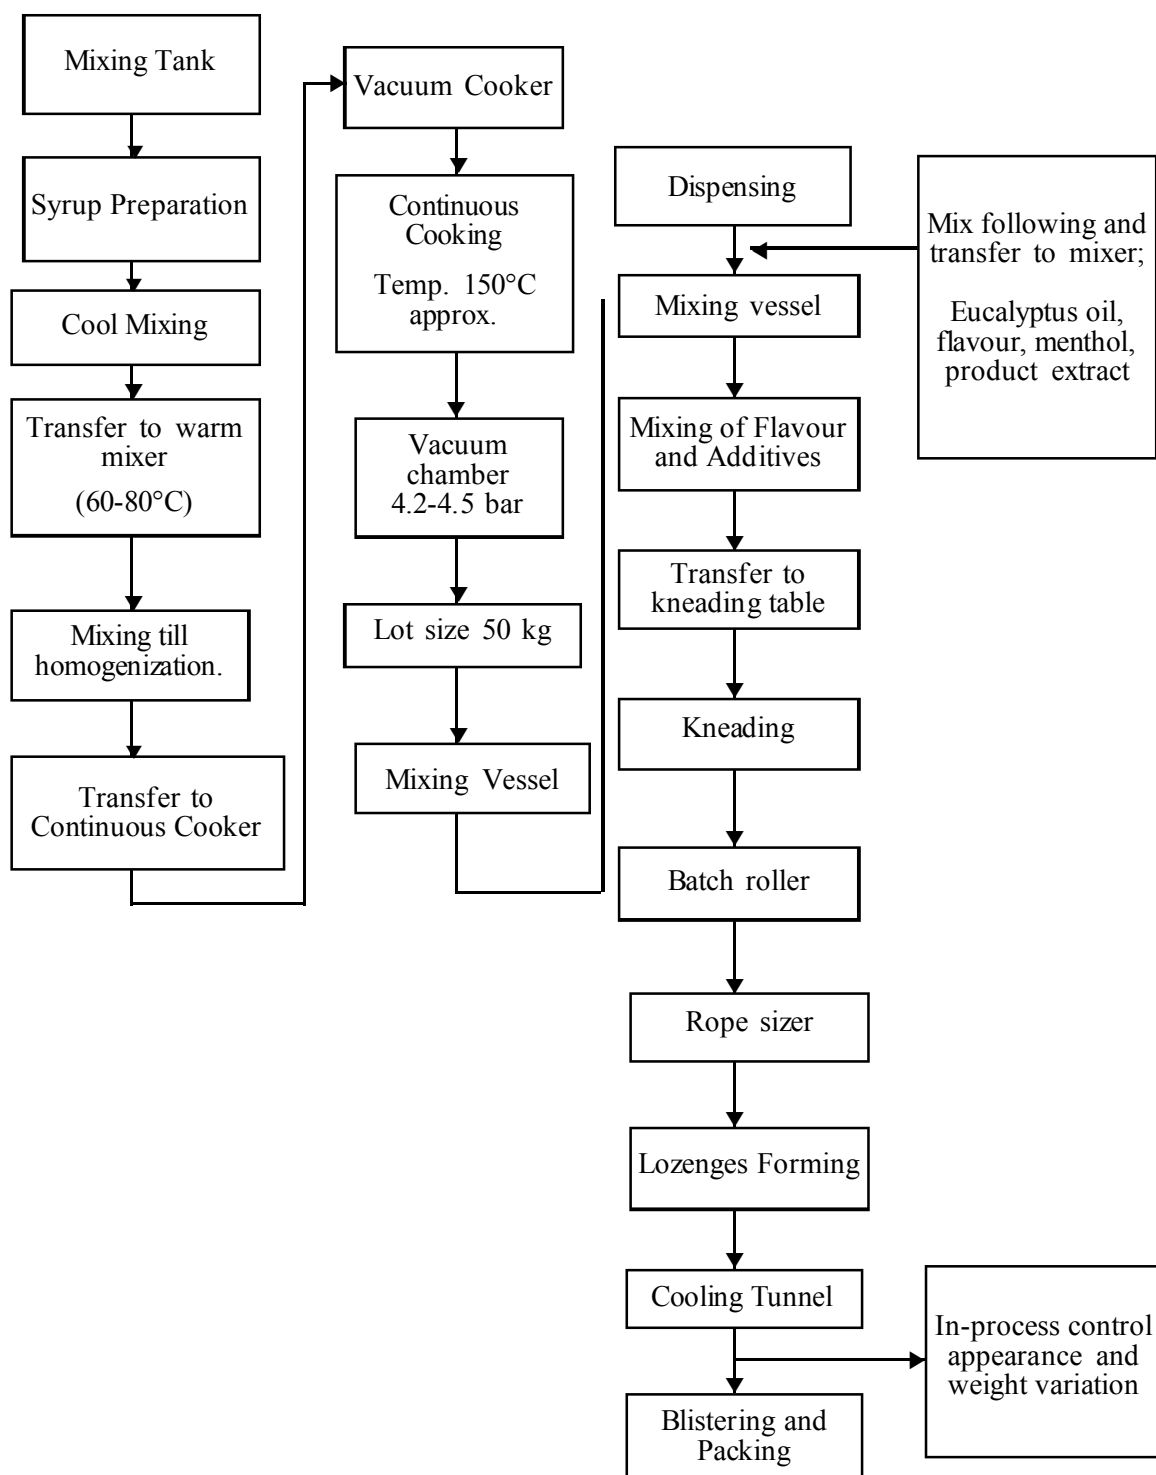 Mixing Tank
Syrup Preparation
Cool Mixing
Transfer to warm
mixer
(60-80°C)
Mixing till
homogenization.
Transfer to
Continuous Cooker
Vacuum Cooker
Continuous
Cooking
Temp. 150°C
approx.
Vacuum
chamber
4.2-4.5 bar
Lot size 50 kg
Mixing Vessel
Dispensing
Mixing vessel
Mixing of Flavour
and Additives
Transfer to
kneading table
Kneading
Batch roller
Rope sizer
Lozenges Forming
Cooling Tunnel
Blistering and
Packing
Mix following and
transfer to mixer;
Eucalyptus oil,
flavour, menthol,
product extract
In-process control
appearance and
weight variation